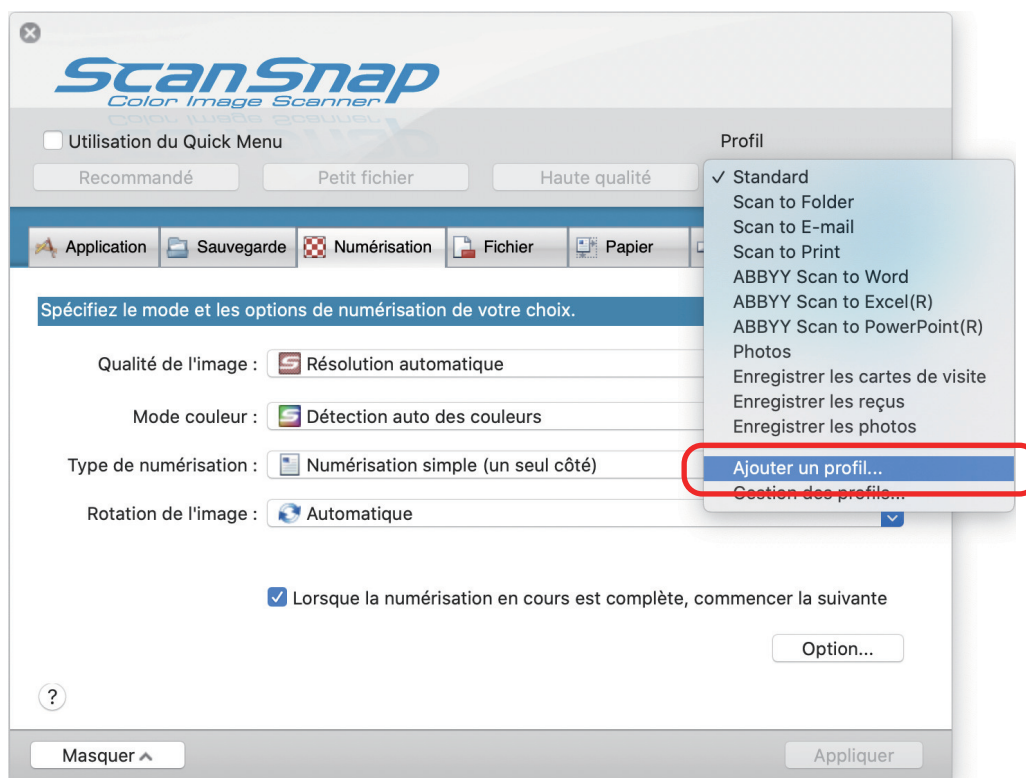 ScanSnap
Color Image Scanner
Utilisation du Quick Menu
Profil
Recommandé
Petit fichier
Haute qualité
✓ Standard
Scan to Folder
Scan to E-mail
Scan to Print
ABBYY Scan to Word
ABBYY Scan to Excel(R)
ABBYY Scan to PowerPoint(R)
Photos
Enregistrer les cartes de visite
Enregistrer les reçus
Enregistrer les photos
Ajouter un profil...
Gestion des profils...
Application
Sauvegarde
Numérisation
Fichier
Papier
Spécifiez le mode et les options de numérisation de votre choix.
Qualité de l'image : Résolution automatique
Mode couleur : Détection auto des couleurs
Type de numérisation : Numérisation simple (un seul côté)
Rotation de l'image : Automatique
Lorsque la numérisation en cours est complète, commencer la suivante
Option...
?
Masquer
Appliquer